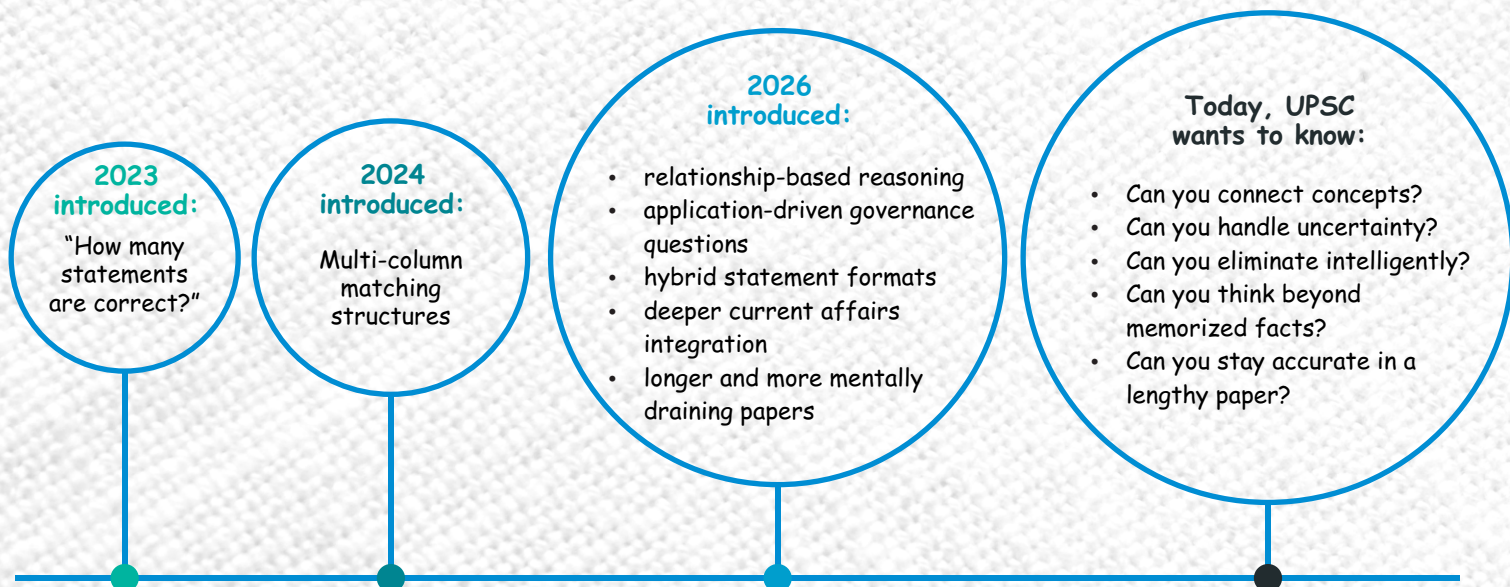 2023
introduced:
“How many
statements
are correct?”
2024
introduced:
Multi-column
matching
structures
2026
introduced:
• relationship-based reasoning
• application-driven governance
questions
• hybrid statement formats
• deeper current affairs
integration
• longer and more mentally
draining papers
Today, UPSC
wants to know:
• Can you connect concepts?
• Can you handle uncertainty?
• Can you eliminate intelligently?
• Can you think beyond
memorized facts?
• Can you stay accurate in a
lengthy paper?